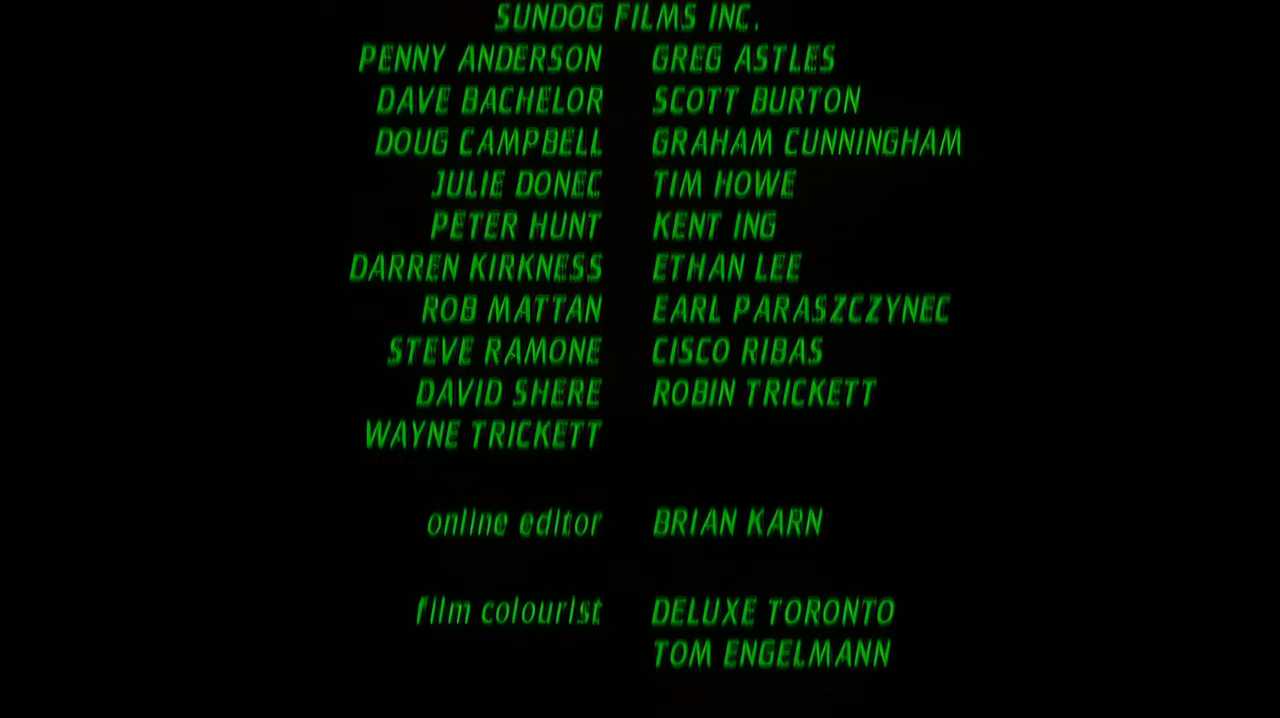 SUNDOG FILMS INC.
PENNY ANDERSON GREG ASTLES
DAVE BACHELOR SCOTT BURTON
DOUG CAMPBELL GRAHAM CUNNINGHAM
JULIE DONEC TIM HOWE
PETER HUNT KENT ING
DARREN KIRKNESS ETHAN LEE
ROB MATTAN EARL PARASZCZYNEC
STEVE RAMONE CISCO RIBAS
DAVID SHERE ROBIN TRICKETT
WAYNE TRICKETT
online editor BRIAN KARN
film colourist DELUXE TORONTO
TOM ENGELMANN